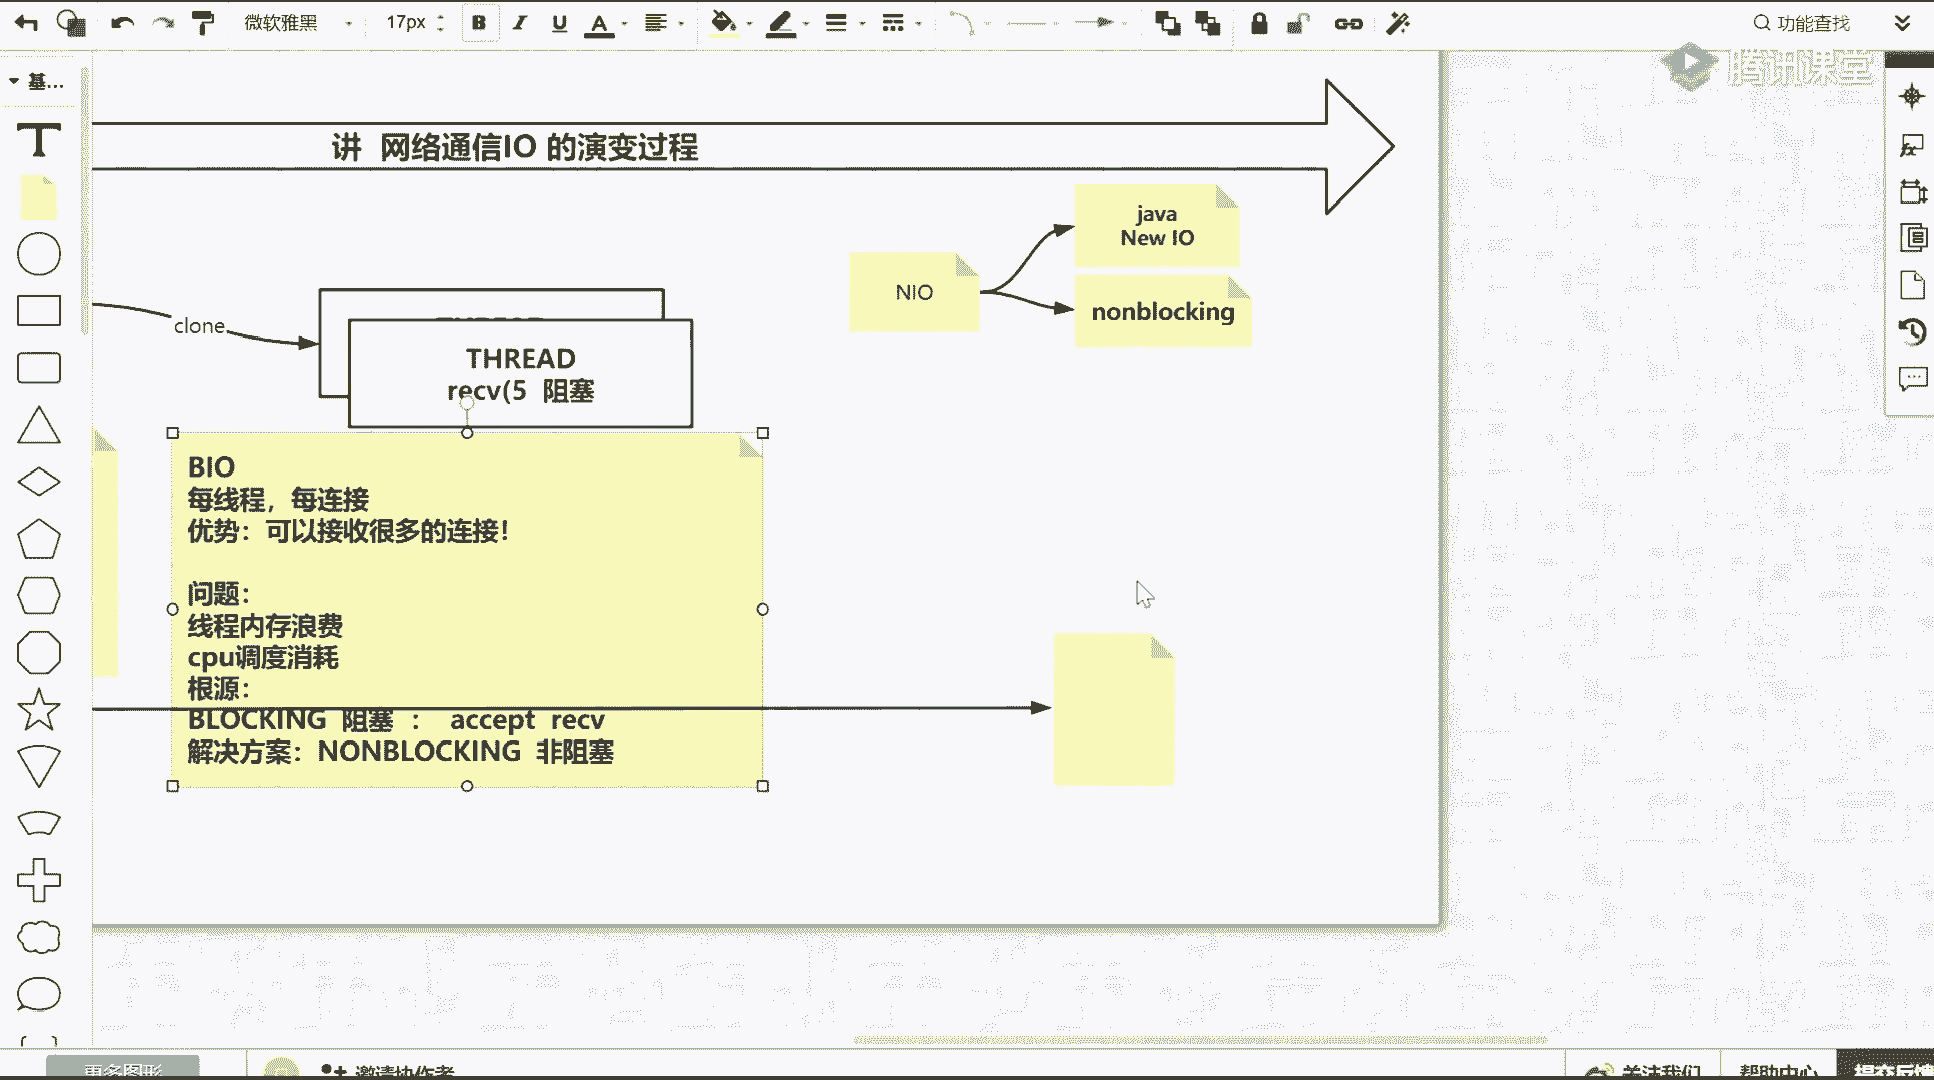 微软雅黑
17px
B
I
U
A
功能查找
腾讯课堂
基...
T
讲 网络通信IO 的演变过程
java
New IO
NIO
nonblocking
clone
THREAD
recv(5 阻塞
BIO
每线程，每连接
优势：可以接收很多的连接！
问题：
线程内存浪费
cpu调度消耗
根源：
BLOCKING 阻塞 ： accept recv
解决方案：NONBLOCKING 非阻塞
更多图形
邀请协作者
关注我们
帮助中心
提交反馈